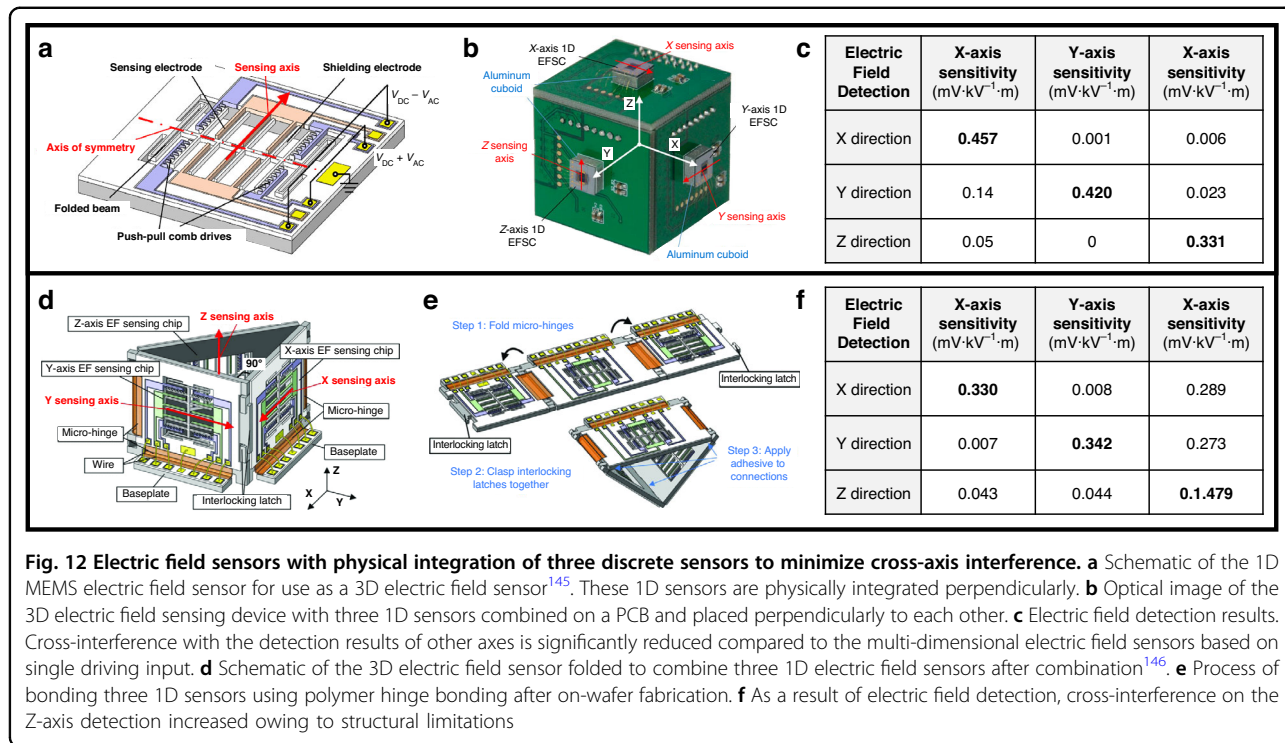 a
Sensing electrode
Sensing axis
Shielding electrode
V_DC − V_AC
Axis of symmetry
V_DC + V_AC
Folded beam
Push-pull comb drives
b
X-axis 1D
EFSC
X sensing axis
Aluminum
cuboid
Z
Y-axis 1D
EFSC
Z sensing
axis
Y
X
Z-axis 1D
EFSC
Y sensing axis
Aluminum cuboid
c
Electric Field Detection | X-axis sensitivity (mV·kV⁻¹·m) | Y-axis sensitivity (mV·kV⁻¹·m) | X-axis sensitivity (mV·kV⁻¹·m)
X direction | 0.457 | 0.001 | 0.006
Y direction | 0.14 | 0.420 | 0.023
Z direction | 0.05 | 0 | 0.331
d
Z-axis EF sensing chip
Z sensing axis
90°
X-axis EF sensing chip
Y-axis EF sensing chip
X sensing axis
Y sensing axis
Micro-hinge
Micro-hinge
Wire
Baseplate
Baseplate
Interlocking latch
Z
X
Y
e
Step 1: Fold micro-hinges
Interlocking latch
Interlocking latch
Step 2: Clasp interlocking
latches together
Step 3: Apply
adhesive to
connections
f
Electric Field Detection | X-axis sensitivity (mV·kV⁻¹·m) | Y-axis sensitivity (mV·kV⁻¹·m) | X-axis sensitivity (mV·kV⁻¹·m)
X direction | 0.330 | 0.008 | 0.289
Y direction | 0.007 | 0.342 | 0.273
Z direction | 0.043 | 0.044 | 0.1.479
Fig. 12 Electric field sensors with physical integration of three discrete sensors to minimize cross-axis interference. a Schematic of the 1D
MEMS electric field sensor for use as a 3D electric field sensor¹⁴⁵. These 1D sensors are physically integrated perpendicularly. b Optical image of the
3D electric field sensing device with three 1D sensors combined on a PCB and placed perpendicularly to each other. c Electric field detection results.
Cross-interference with the detection results of other axes is significantly reduced compared to the multi-dimensional electric field sensors based on
single driving input. d Schematic of the 3D electric field sensor folded to combine three 1D electric field sensors after combination¹⁴⁶. e Process of
bonding three 1D sensors using polymer hinge bonding after on-wafer fabrication. f As a result of electric field detection, cross-interference on the
Z-axis detection increased owing to structural limitations